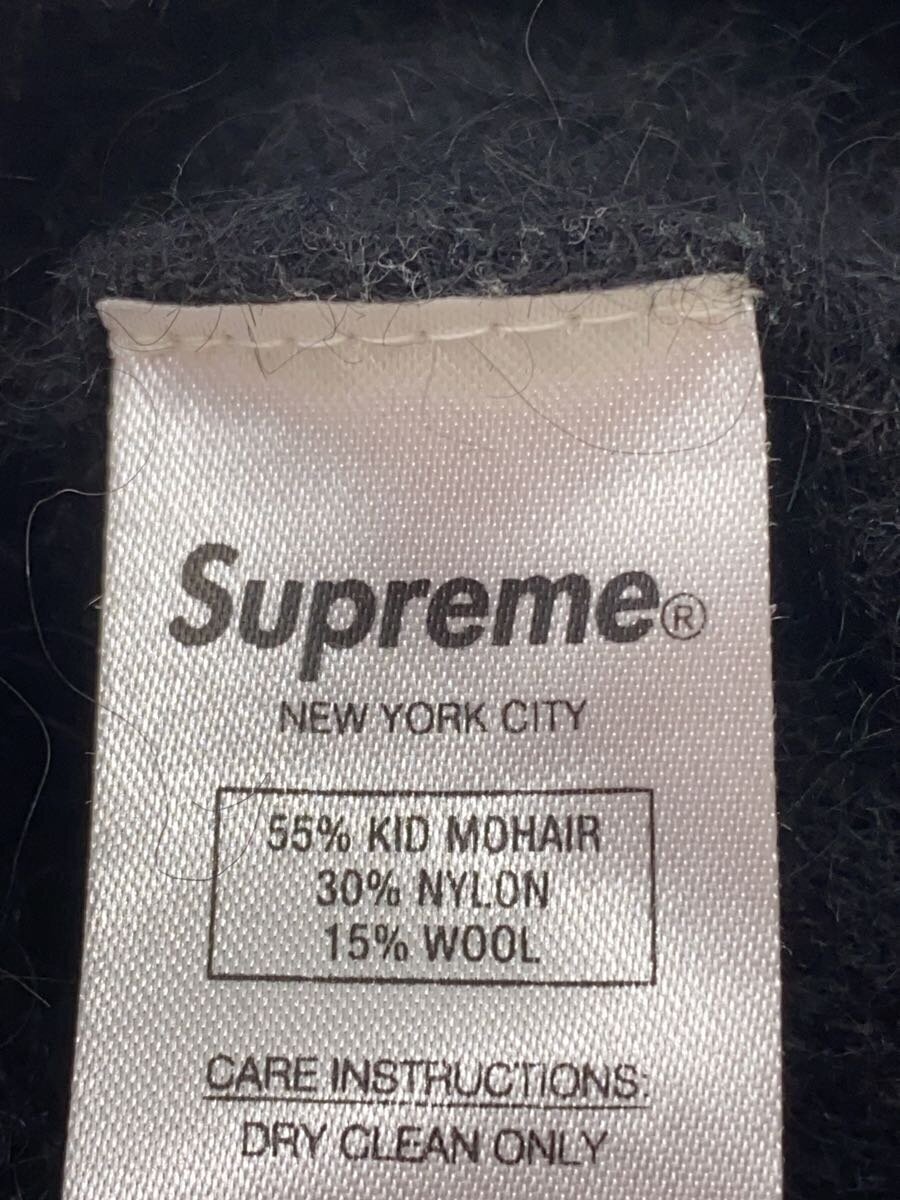 Supreme®
NEW YORK CITY
55% KID MOHAIR
30% NYLON
15% WOOL
CARE INSTRUCTIONS:
DRY CLEAN ONLY